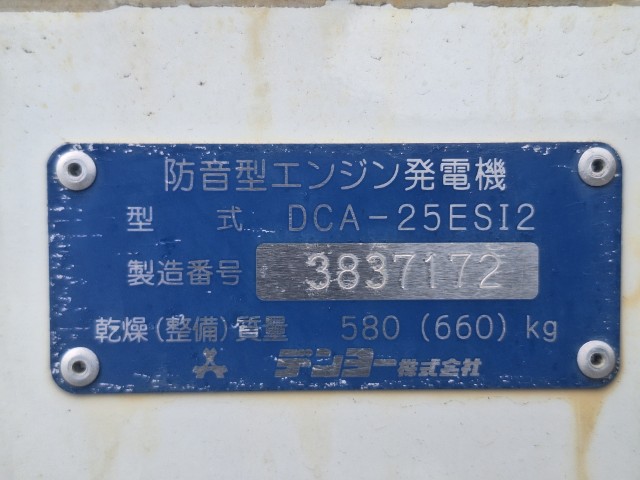 防音型エンジン発電機
型 式 DCA-25ESI2
製造番号 3837172
乾燥(整備)質量 580 (660) kg
デンヨー株式会社